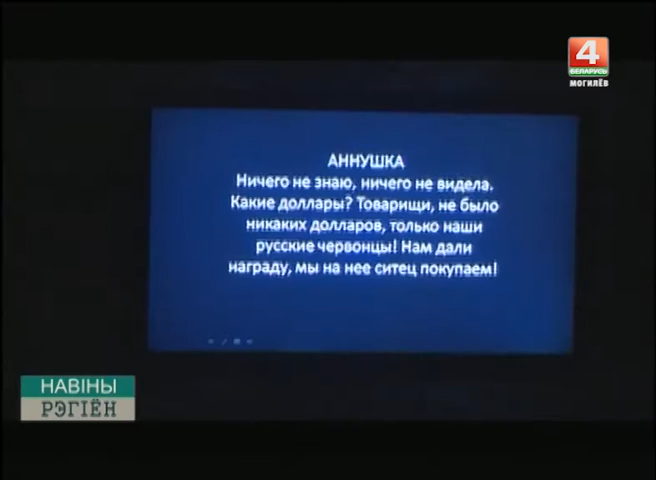 4
БЕЛАРУСЬ
МОГИЛЁВ
АННУШКА
Ничего не знаю, ничего не видела.
Какие доллары? Товарищи, не было
никаких долларов, только наши
русские червонцы! Нам дали
награду, мы на нее ситец покупаем!
НАВІНЫ
РЭГІЁН